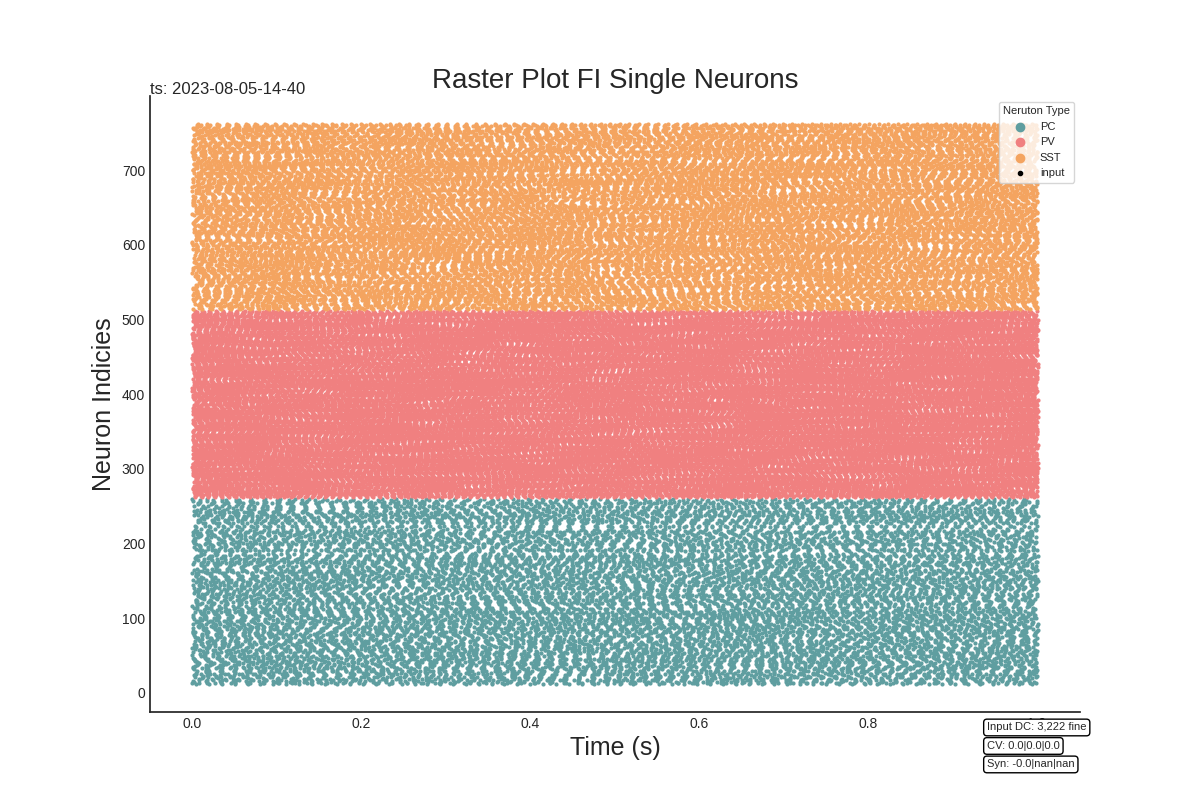 Raster Plot FI Single Neurons
ts: 2023-08-05-14-40
Neruton Type
PC
PV
SST
input
Neuron Indicies
700
600
500
400
300
200
100
0
0.0 0.2 0.4 0.6 0.8
Time (s)
Input DC: 3,222 fine
CV: 0.0|0.0|0.0
Syn: -0.0|nan|nan